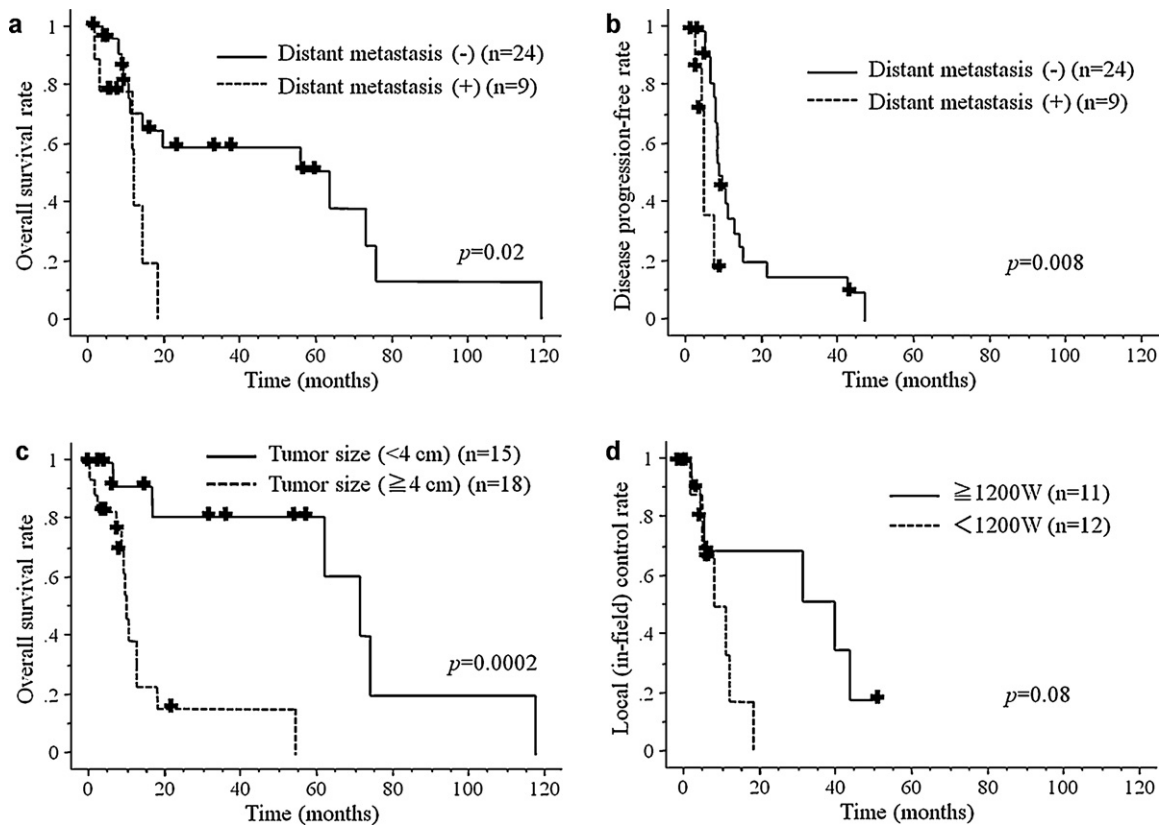 a
Overall survival rate
1
.8
.6
.4
.2
0
Distant metastasis (-) (n=24)
Distant metastasis (+) (n=9)
p=0.02
0 20 40 60 80 100 120
Time (months)
b
Disease progression-free rate
1
.8
.6
.4
.2
0
Distant metastasis (-) (n=24)
Distant metastasis (+) (n=9)
p=0.008
0 20 40 60 80 100 120
Time (months)
c
Overall survival rate
1
.8
.6
.4
.2
0
Tumor size (<4 cm) (n=15)
Tumor size (≧4 cm) (n=18)
p=0.0002
0 20 40 60 80 100 120
Time (months)
d
Local (in-field) control rate
1
.8
.6
.4
.2
0
≧1200W (n=11)
<1200W (n=12)
p=0.08
0 20 40 60 80 100 120
Time (months)